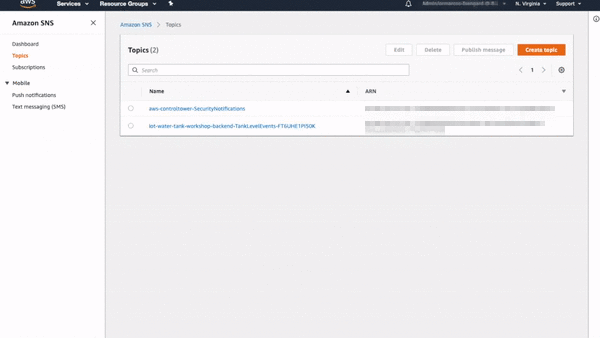 aws Services Resource Groups N. Virginia Support
Amazon SNS
Dashboard
Topics
Subscriptions
Mobile
Push notifications
Text messaging (SMS)
Amazon SNS Topics
Topics (2) Edit Delete Publish message Create topic
Search 1
Name ARN
aws-controltower-SecurityNotifications
iot-water-tank-workshop-backend-TankLevelEvents-FT6UHE1PI50K